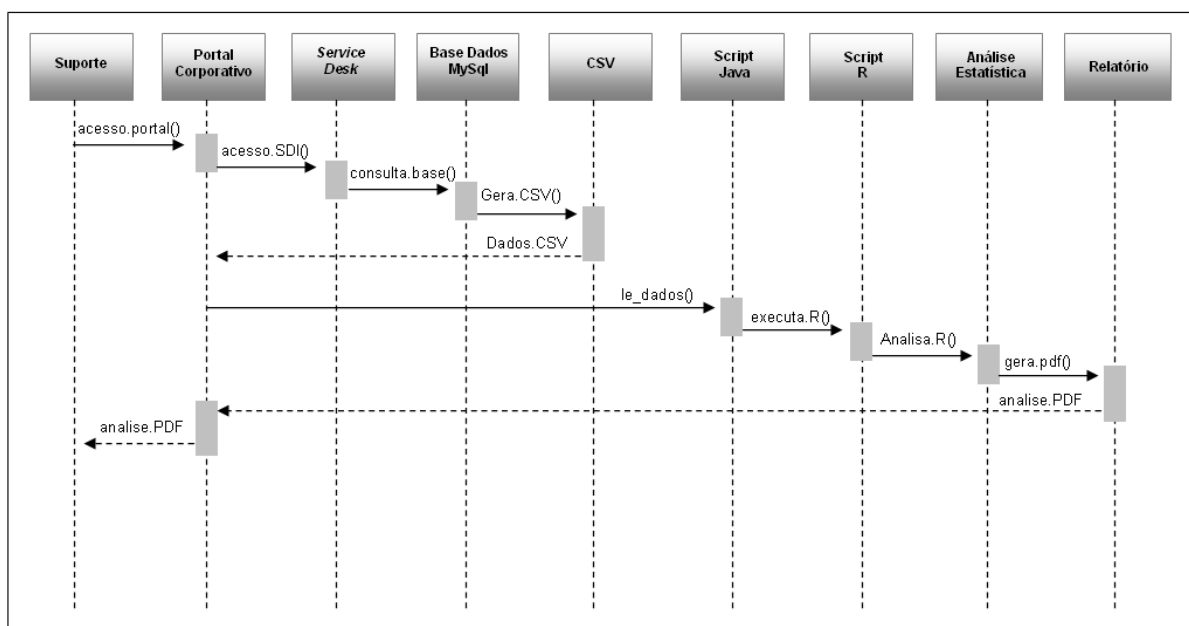 Suporte
Portal
Corporativo
Service
Desk
Base Dados
MySql
CSV
Script
Java
Script
R
Análise
Estatística
Relatório
acesso.portal()
acesso.SDI()
consulta.base()
Gera.CSV()
Dados.CSV
le_dados()
executa.R()
Analisa.R()
gera.pdf()
analise.PDF
analise.PDF